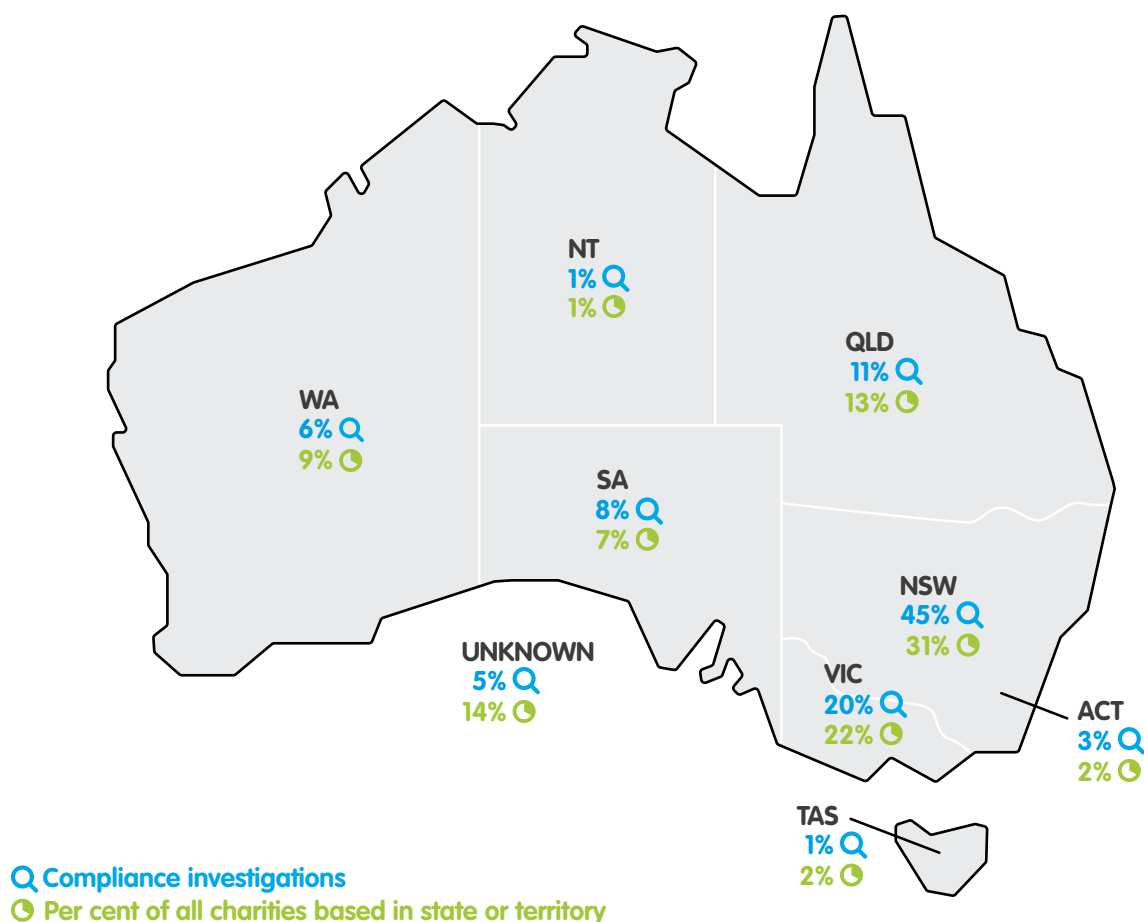 NT
1%
1%
QLD
11%
13%
WA
6%
9%
SA
8%
7%
NSW
45%
31%
UNKNOWN
5%
14%
VIC
20%
22%
ACT
3%
2%
TAS
1%
2%
Compliance investigations
Per cent of all charities based in state or territory